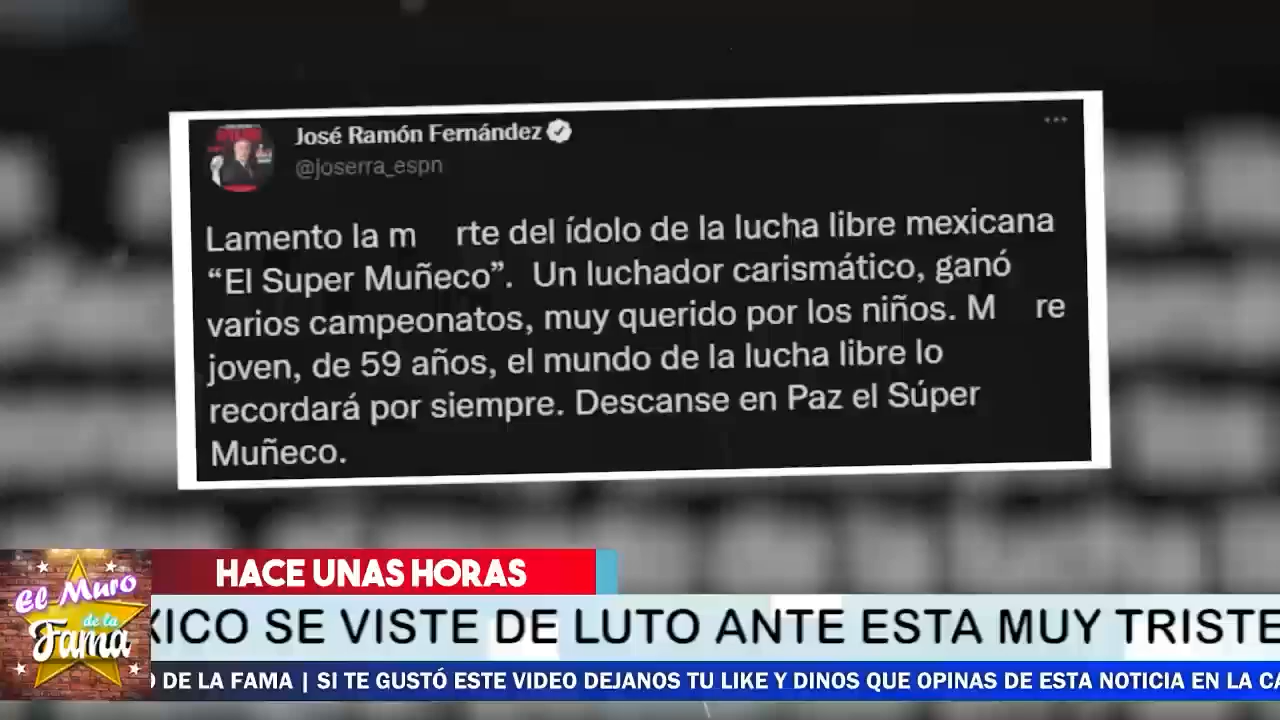 José Ramón Fernández
@joserra_espn
Lamento la m rte del ídolo de la lucha libre mexicana
“El Super Muñeco”. Un luchador carismático, ganó
varios campeonatos, muy querido por los niños. M re
joven, de 59 años, el mundo de la lucha libre lo
recordará por siempre. Descanse en Paz el Súper
Muñeco.
HACE UNAS HORAS
El Muro
de la
Fama
XICO SE VISTE DE LUTO ANTE ESTA MUY TRISTE
O DE LA FAMA | SI TE GUSTÓ ESTE VIDEO DEJANOS TU LIKE Y DINOS QUE OPINAS DE ESTA NOTICIA EN LA CA